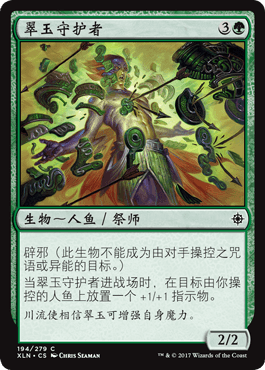 翠玉守护者 3
生物～人鱼／祭师
辟邪（此生物不能成为由对手操控之咒
语或异能的目标。）
当翠玉守护者进战场时，在目标由你操
控的人鱼上放置一个 +1/+1 指示物。
川流使相信翠玉可增强自身魔力。
2/2
194/279 C
XLN • CS CHRIS SEAMAN
™ & © 2017 Wizards of the Coast